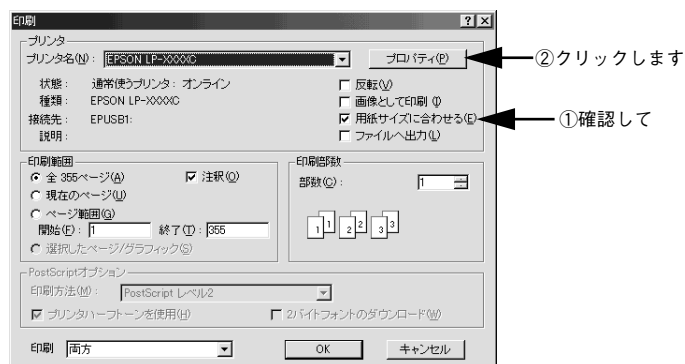 印刷
プリンタ
プリンタ名(N)： EPSON LP-XXXXC プロパティ(P) ②クリックします
状態： 通常使うプリンタ： オンライン 反転(V)
種類： EPSON LP-XXXXC 画像として印刷(I)
接続先： EPUSB1: 用紙サイズに合わせる(E) ①確認して
説明： ファイルへ出力(L)
印刷範囲 印刷部数
全 355ページ(A) 注釈(O) 部数(C)： 1
現在のページ(U)
ページ範囲(G)
開始(F)： 1 終了(T)： 355 1 1 2 2 3 3
選択したページ/グラフィック(S)
PostScriptオプション
印刷方法(M)： PostScript レベル2
プリンタハーフトーンを使用(H) 2バイトフォントのダウンロード(W)
印刷 両方 OK キャンセル